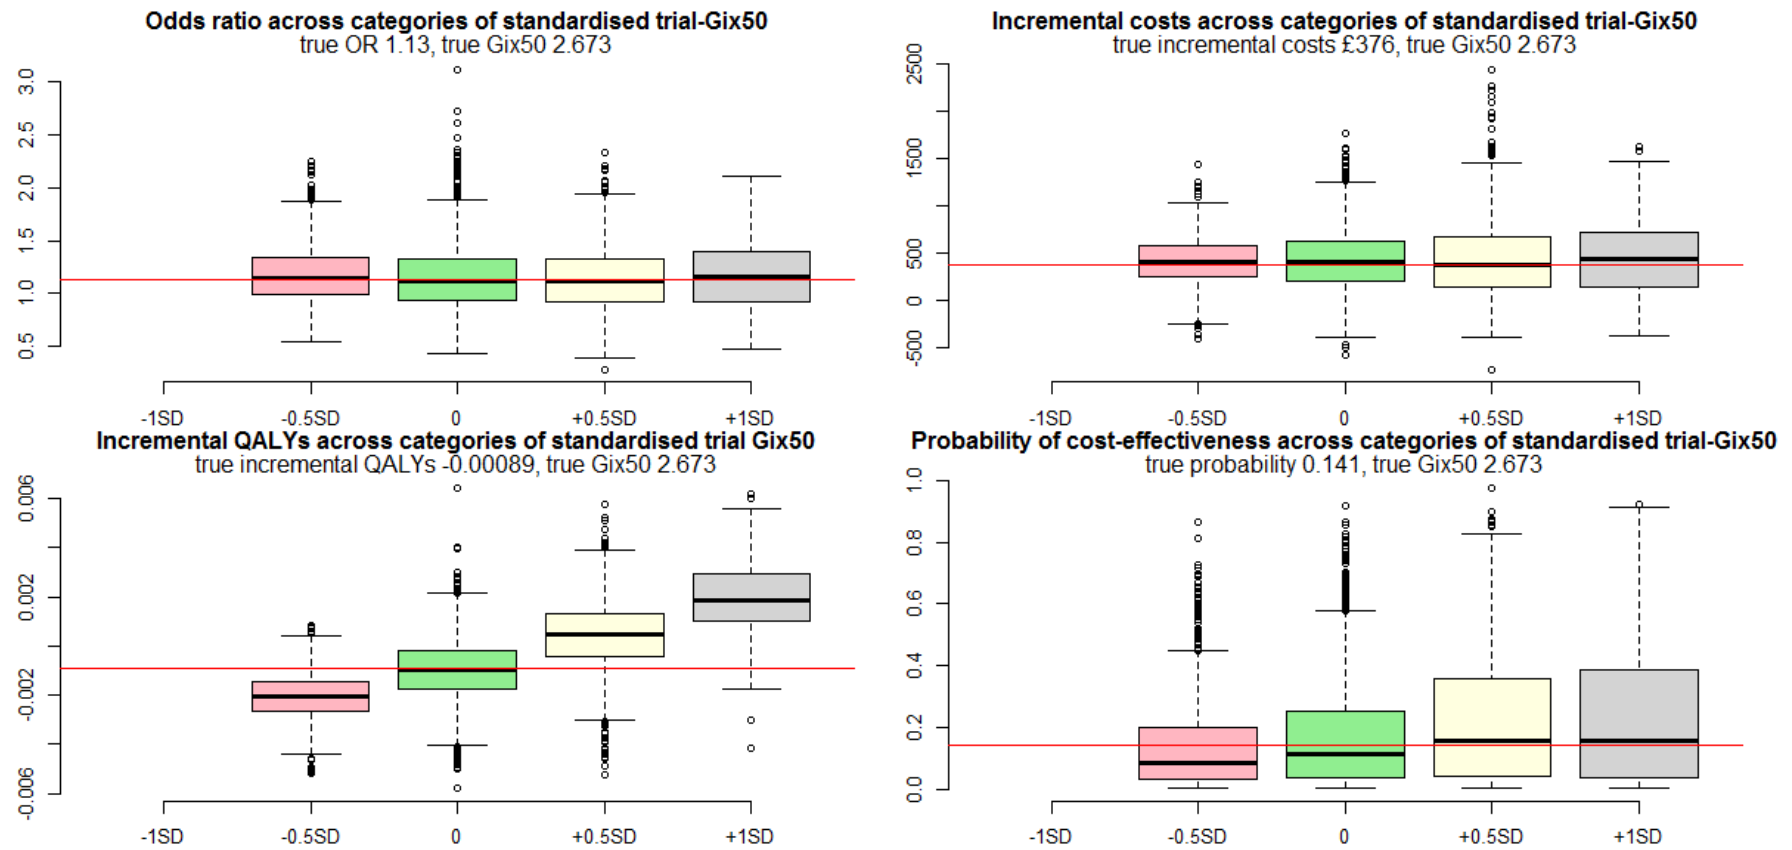 Odds ratio across categories of standardised trial-Gix50
true OR 1.13, true Gix50 2.673
3.0
2.5
2.0
1.5
1.0
0.5
-1SD -0.5SD 0 +0.5SD +1SD
Incremental costs across categories of standardised trial-Gix50
true incremental costs £376, true Gix50 2.673
2500
1500
500
0
-500
-1SD -0.5SD 0 +0.5SD +1SD
Incremental QALYs across categories of standardised trial Gix50
true incremental QALYs -0.00089, true Gix50 2.673
0.006
0.002
-0.002
-0.006
-1SD -0.5SD 0 +0.5SD +1SD
Probability of cost-effectiveness across categories of standardised trial-Gix50
true probability 0.141, true Gix50 2.673
1.0
0.8
0.6
0.4
0.2
0.0
-1SD -0.5SD 0 +0.5SD +1SD